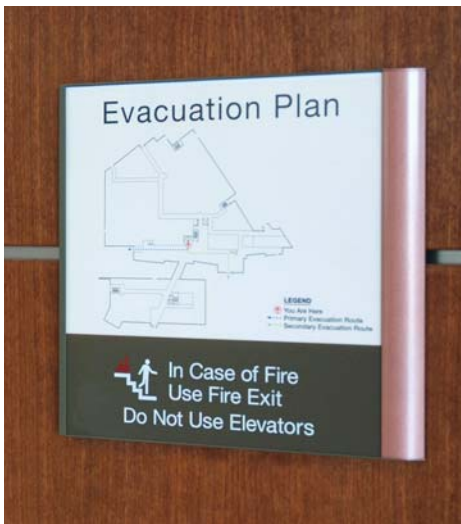 Evacuation Plan
LEGEND
You Are Here
Primary Evacuation Route
Secondary Evacuation Route
In Case of Fire
Use Fire Exit
Do Not Use Elevators